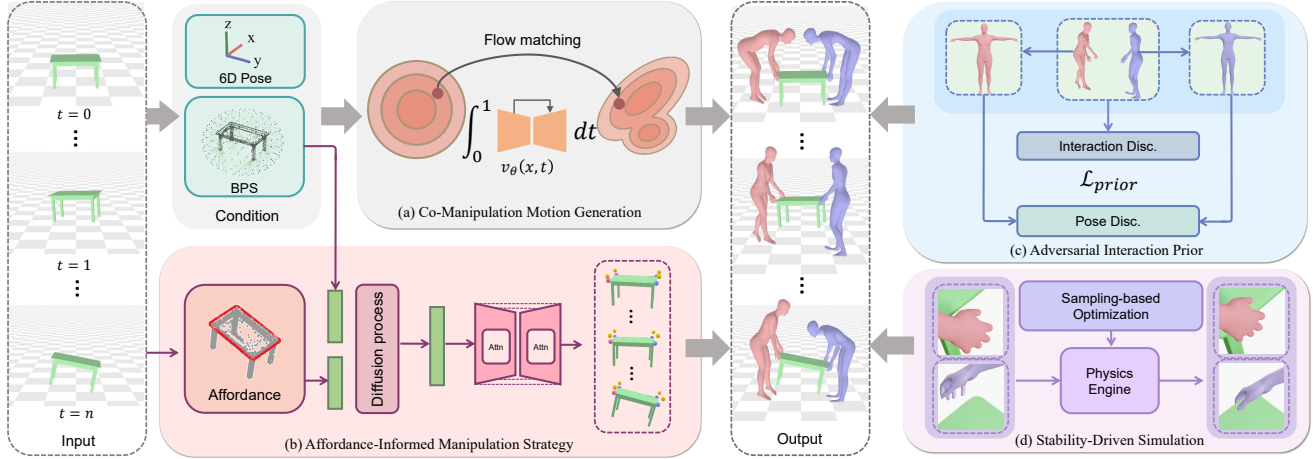 t = 0
⋮
t = 1
⋮
t = n
Input
z
x
y
6D Pose
BPS
Condition
Flow matching
∫₀¹
dt
v_θ(x, t)
(a) Co-Manipulation Motion Generation
Affordance
Diffusion process
Attn
Attn
⋯
⋯
(b) Affordance-Informed Manipulation Strategy
⋮
⋮
Output
Interaction Disc.
ℒ_prior
Pose Disc.
(c) Adversarial Interaction Prior
Sampling-based
Optimization
Physics
Engine
(d) Stability-Driven Simulation